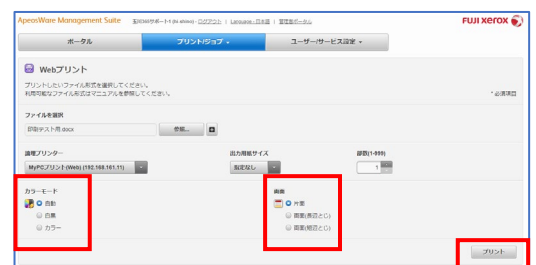 ApeosWare Management Suite
ログアウト | Language-日本語 | 管理者ポータル
FUJI XEROX
ポータル
プリント/ジョブ
ユーザー/サービス設定
Webプリント
プリントしたいファイル形式を選択してください。
利用可能なファイル形式はマニュアルを参照してください。
*必須項目
ファイルを選択
印刷テスト用.docx
参照...
論理プリンター
出力用紙サイズ
部数(1-999)
MyPCプリント(Web) (192.168.161.11)
指定なし
1
カラーモード
両面
自動
片面
白黒
両面(長辺とじ)
カラー
両面(短辺とじ)
プリント